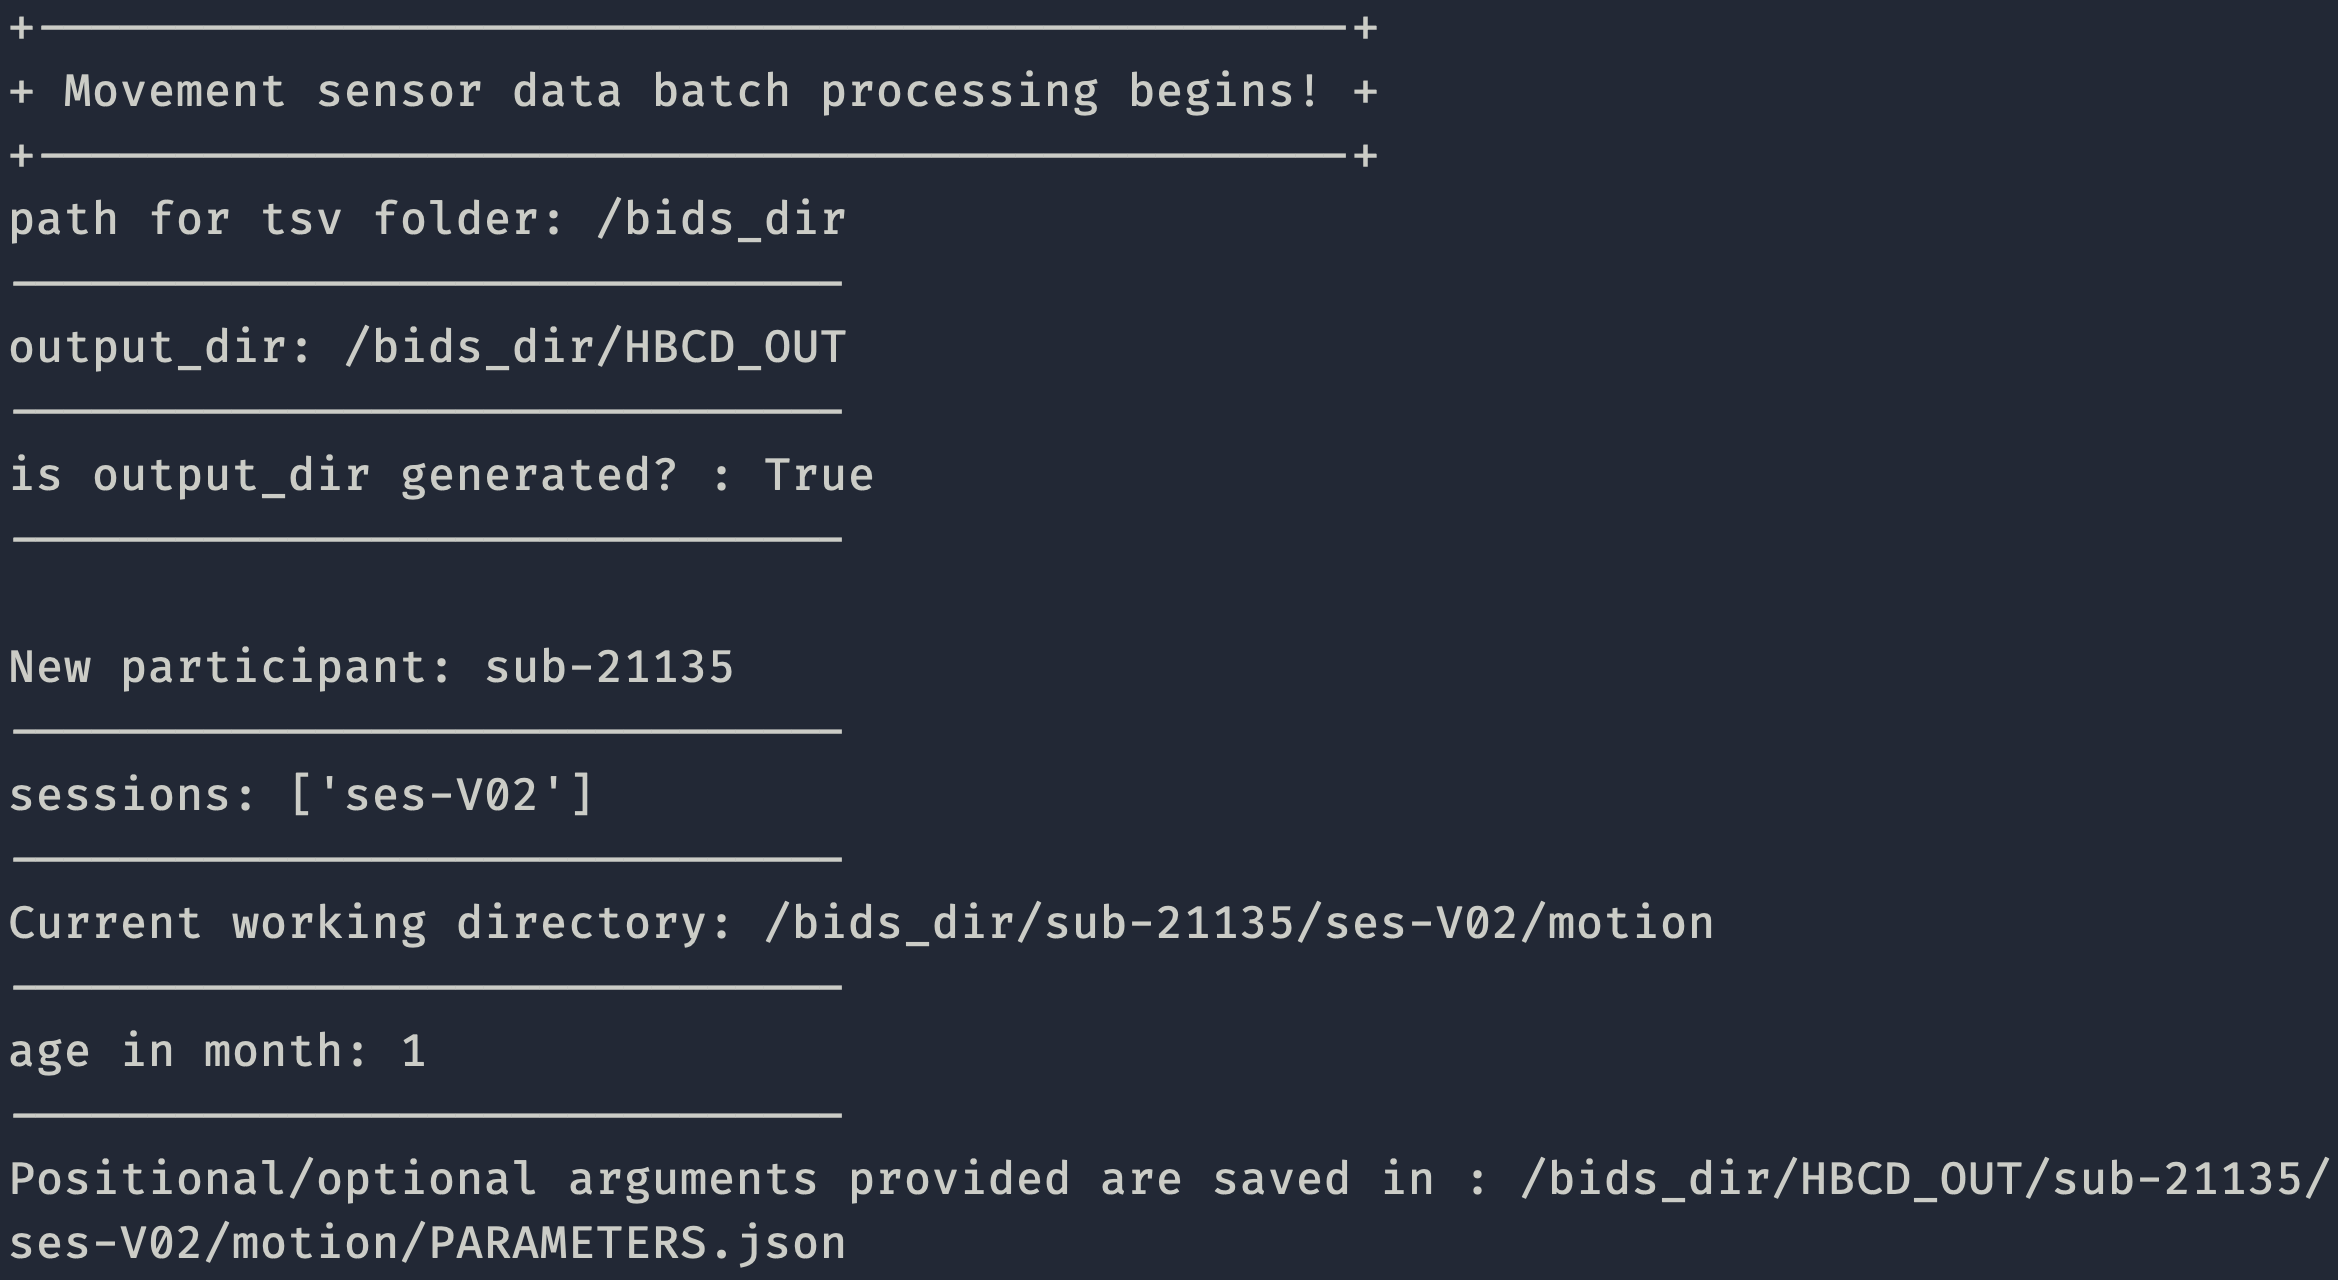 +———————————————————————————————————————————————+
+ Movement sensor data batch processing begins! +
+———————————————————————————————————————————————+
path for tsv folder: /bids_dir
——————————————————————————————
output_dir: /bids_dir/HBCD_OUT
——————————————————————————————
is output_dir generated? : True
——————————————————————————————

New participant: sub-21135
——————————————————————————————
sessions: ['ses-V02']
——————————————————————————————
Current working directory: /bids_dir/sub-21135/ses-V02/motion
——————————————————————————————
age in month: 1
——————————————————————————————
Positional/optional arguments provided are saved in : /bids_dir/HBCD_OUT/sub-21135/
ses-V02/motion/PARAMETERS.json